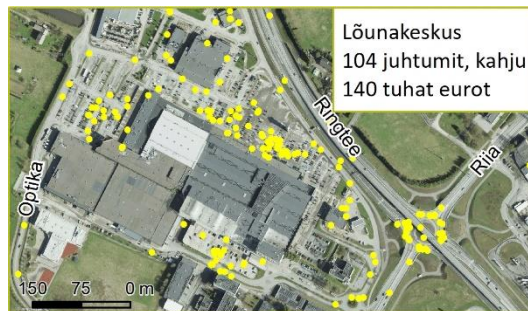 Lõunakeskus
104 juhtumit, kahju
140 tuhat eurot
Ringtee
Riia
Optika
150 75 0 m